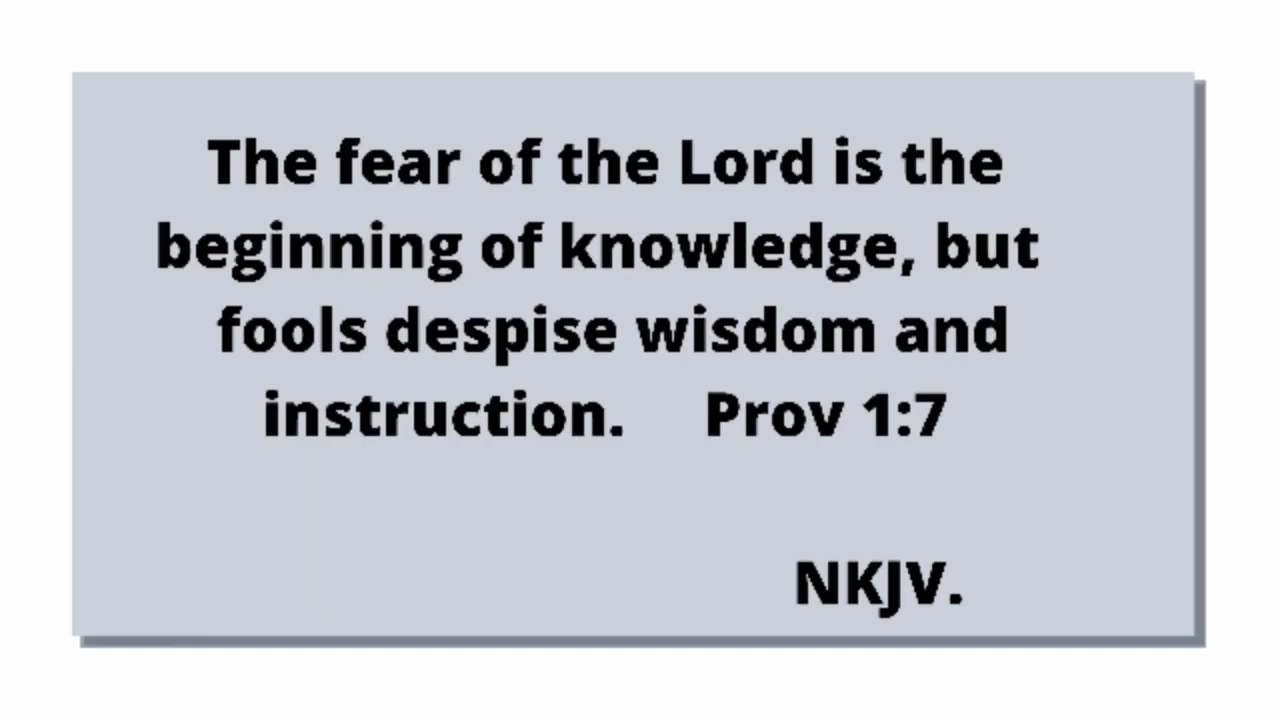 The fear of the Lord is the
beginning of knowledge, but
fools despise wisdom and
instruction. Prov 1:7
NKJV.